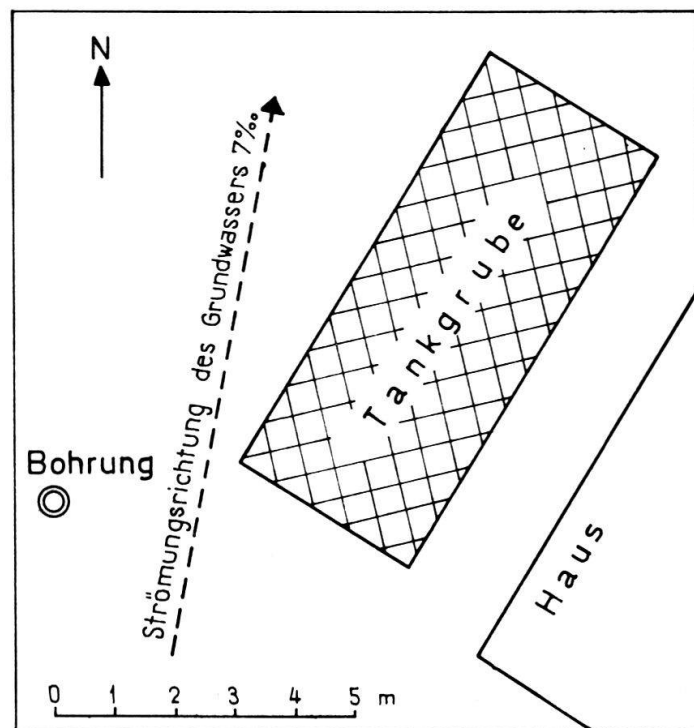 N
Strömungsrichtung des Grundwassers 7‰
Tankgrube
Bohrung
Haus
0 1 2 3 4 5 m